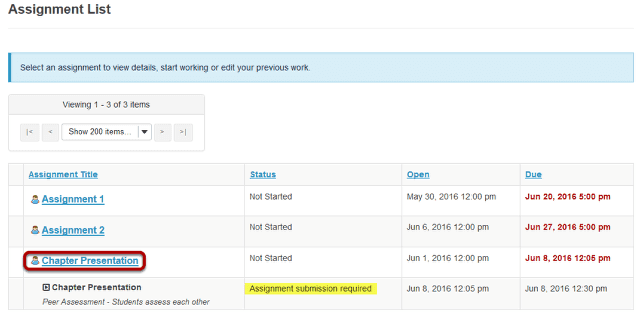 Assignment List
Select an assignment to view details, start working or edit your previous work.
Viewing 1 - 3 of 3 items
|< < Show 200 items... > >|
Assignment Title Status Open Due
Assignment 1 Not Started May 30, 2016 12:00 pm Jun 20, 2016 5:00 pm
Assignment 2 Not Started Jun 6, 2016 12:00 pm Jun 27, 2016 5:00 pm
Chapter Presentation Not Started Jun 1, 2016 12:00 pm Jun 8, 2016 12:05 pm
Chapter Presentation Assignment submission required Jun 8, 2016 12:05 pm Jun 8, 2016 12:30 pm
Peer Assessment - Students assess each other